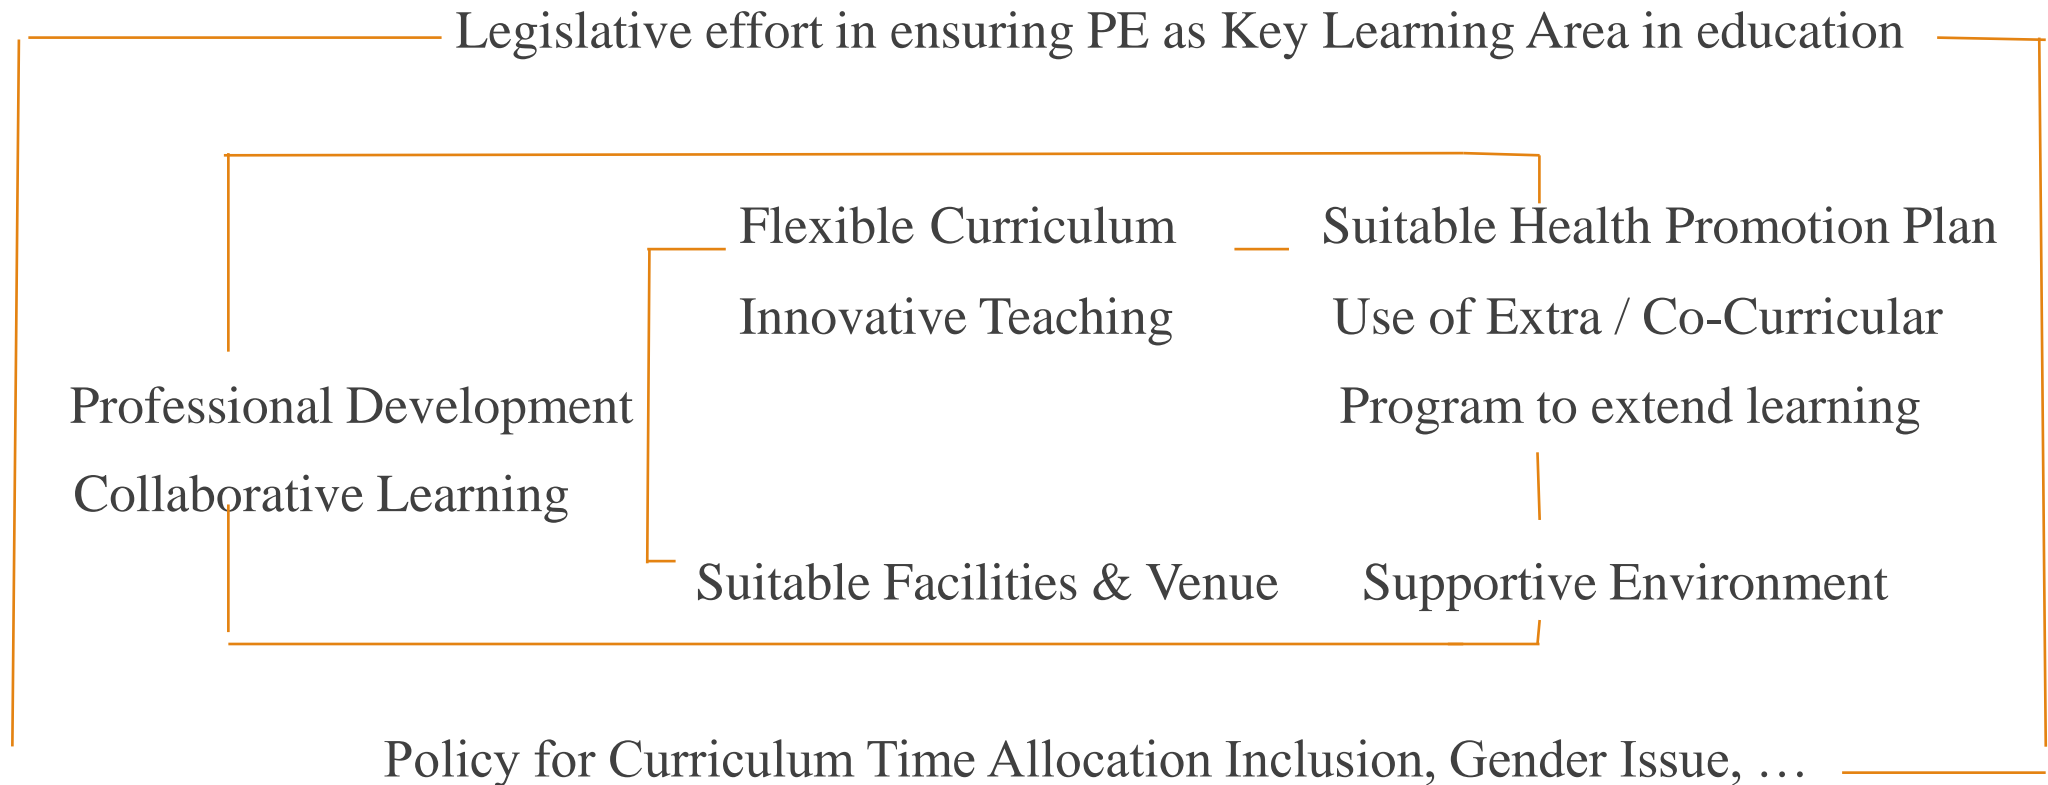 Legislative effort in ensuring PE as Key Learning Area in education
Flexible Curriculum
Innovative Teaching
Suitable Health Promotion Plan
Use of Extra / Co-Curricular
Program to extend learning
Professional Development
Collaborative Learning
Suitable Facilities & Venue
Supportive Environment
Policy for Curriculum Time Allocation Inclusion, Gender Issue, …